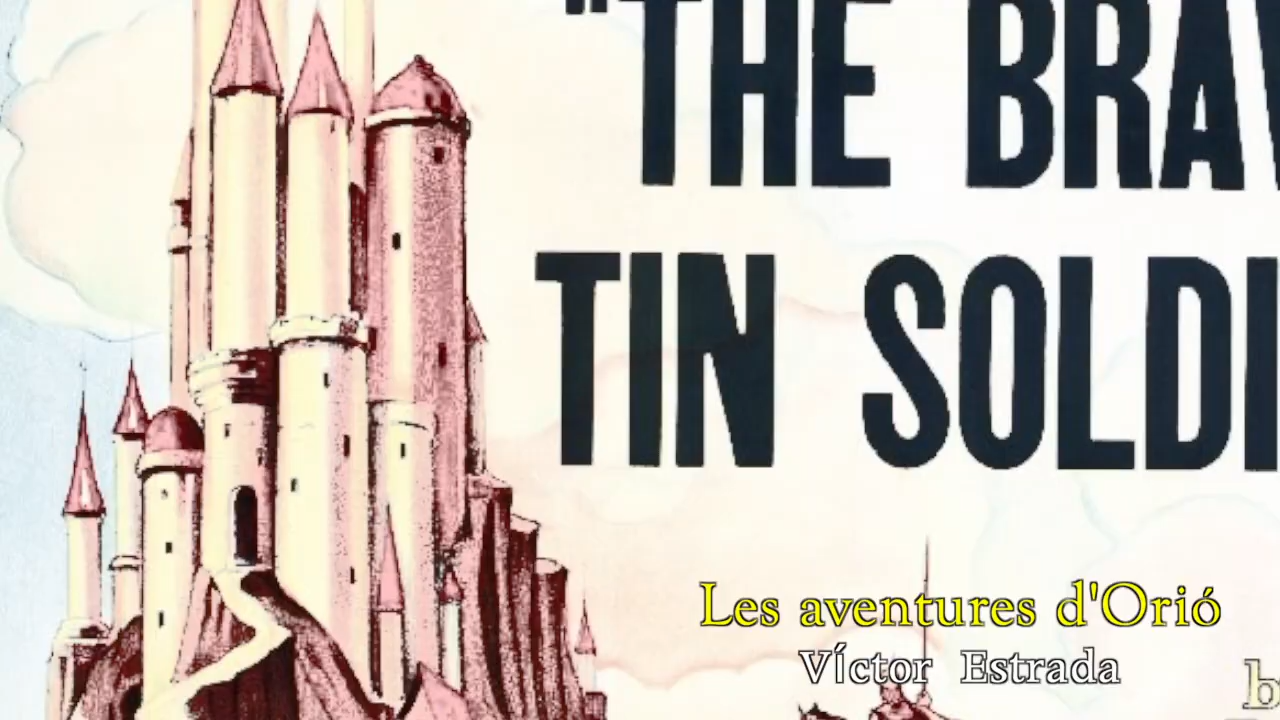 "THE BRAV
TIN SOLDI
Les aventures d'Orió
Víctor Estrada
b